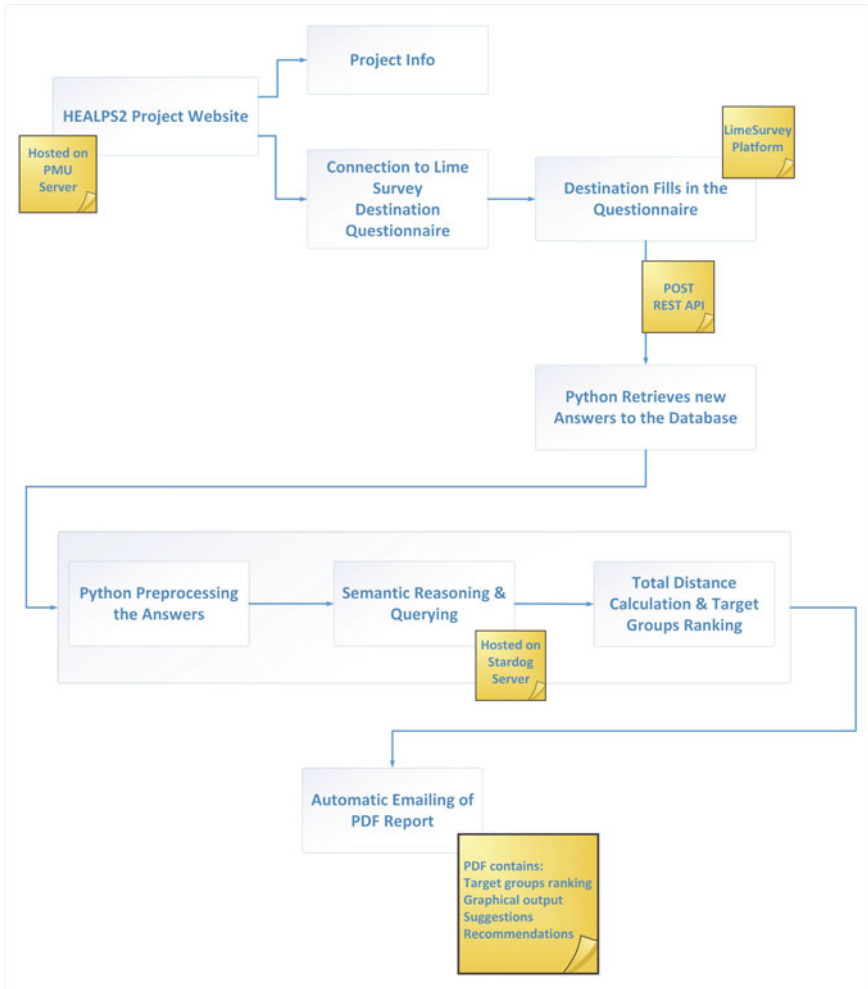 Project Info
HEALPS2 Project Website
Hosted on
PMU
Server
Connection to Lime
Survey
Destination
Questionnaire
LimeSurvey
Platform
Destination Fills in the
Questionnaire
POST
REST API
Python Retrieves new
Answers to the Database
Python Preprocessing
the Answers
Semantic Reasoning &
Querying
Hosted on
Stardog
Server
Total Distance
Calculation & Target
Groups Ranking
Automatic Emailing of
PDF Report
PDF contains:
Target groups ranking
Graphical output
Suggestions
Recommendations